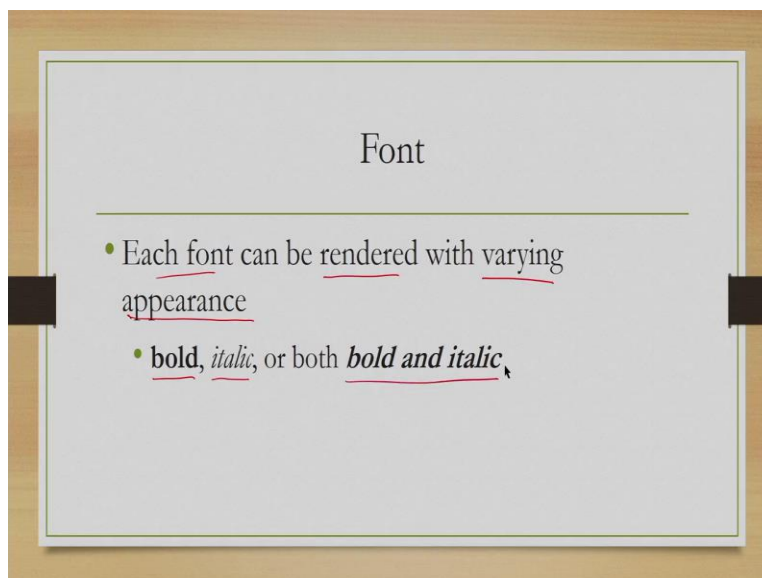 Font
Each font can be rendered with varying
appearance
bold, italic, or both bold and italic